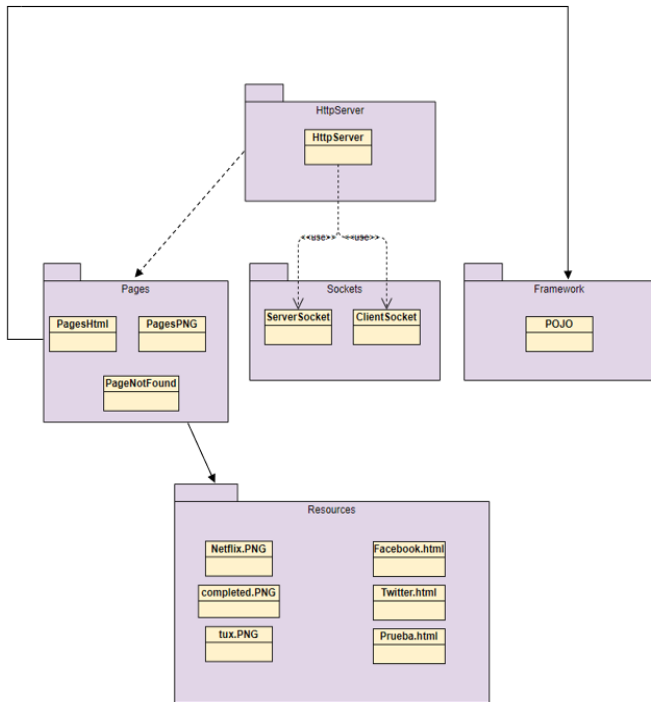 HttpServer
HttpServer
«use» «use»
Pages
PagesHtml PagesPNG
PageNotFound
Sockets
ServerSocket ClientSocket
Framework
POJO
Resources
Netflix.PNG Facebook.html
completed.PNG Twitter.html
tux.PNG Prueba.html